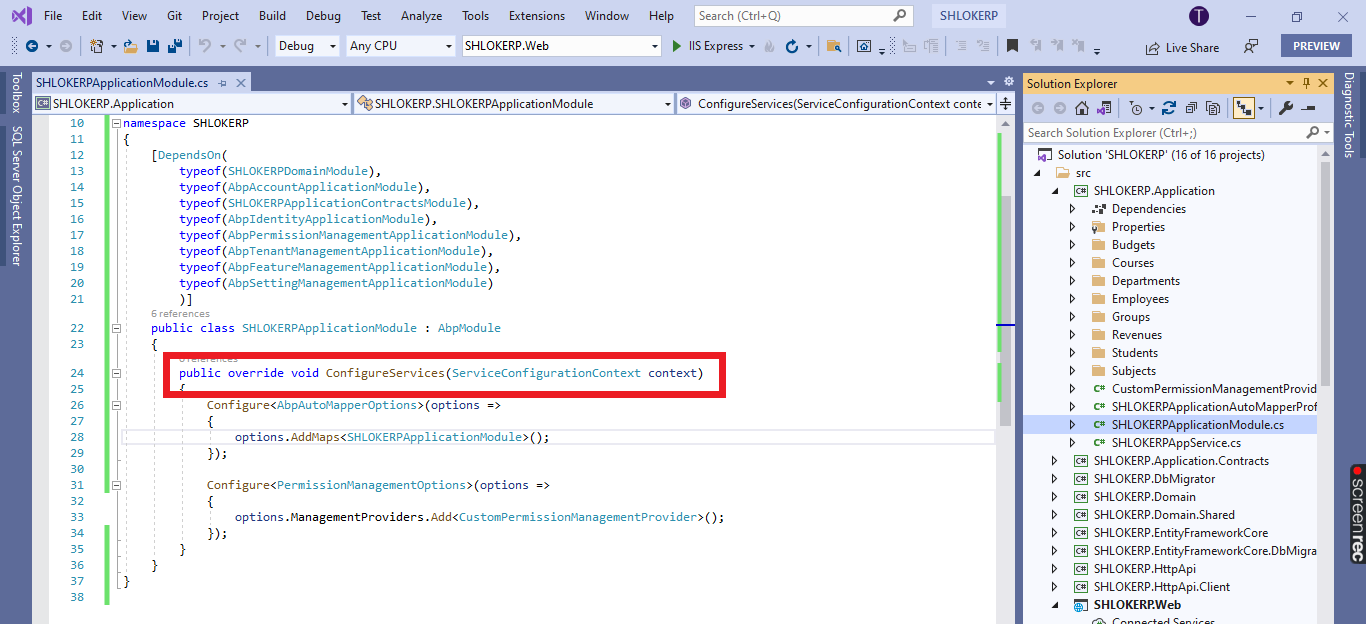 File Edit View Git Project Build Debug Test Analyze Tools Extensions Window Help Search (Ctrl+Q) SHLOKERP T
Debug Any CPU SHLOKERP.Web IIS Express Live Share PREVIEW
Toolbox
SQL Server Object Explorer
SHLOKERPApplicationModule.cs
SHLOKERP.Application SHLOKERP.SHLOKERPApplicationModule ConfigureServices(ServiceConfigurationContext conte
10 namespace SHLOKERP
11 {
12 [DependsOn(
13 typeof(SHLOKERPDomainModule),
14 typeof(AbpAccountApplicationModule),
15 typeof(SHLOKERPApplicationContractsModule),
16 typeof(AbpIdentityApplicationModule),
17 typeof(AbpPermissionManagementApplicationModule),
18 typeof(AbpTenantManagementApplicationModule),
19 typeof(AbpFeatureManagementApplicationModule),
20 typeof(AbpSettingManagementApplicationModule)
21 )]
6 references
22 public class SHLOKERPApplicationModule : AbpModule
23 {
0 references
24 public override void ConfigureServices(ServiceConfigurationContext context)
25 {
26 Configure<AbpAutoMapperOptions>(options =>
27 {
28 options.AddMaps<SHLOKERPApplicationModule>();
29 });
30
31 Configure<PermissionManagementOptions>(options =>
32 {
33 options.ManagementProviders.Add<CustomPermissionManagementProvider>();
34 });
35 }
36 }
37 }
38
Solution Explorer
Search Solution Explorer (Ctrl+;)
Solution 'SHLOKERP' (16 of 16 projects)
src
C# SHLOKERP.Application
Dependencies
Properties
Budgets
Courses
Departments
Employees
Groups
Revenues
Students
Subjects
C# CustomPermissionManagementProvid
C# SHLOKERPApplicationAutoMapperProf
C# SHLOKERPApplicationModule.cs
C# SHLOKERPAppService.cs
C# SHLOKERP.Application.Contracts
C# SHLOKERP.DbMigrator
C# SHLOKERP.Domain
C# SHLOKERP.Domain.Shared
C# SHLOKERP.EntityFrameworkCore
C# SHLOKERP.EntityFrameworkCore.DbMigra
C# SHLOKERP.HttpApi
C# SHLOKERP.HttpApi.Client
SHLOKERP.Web
Connected Services
Diagnostic Tools
screenrec